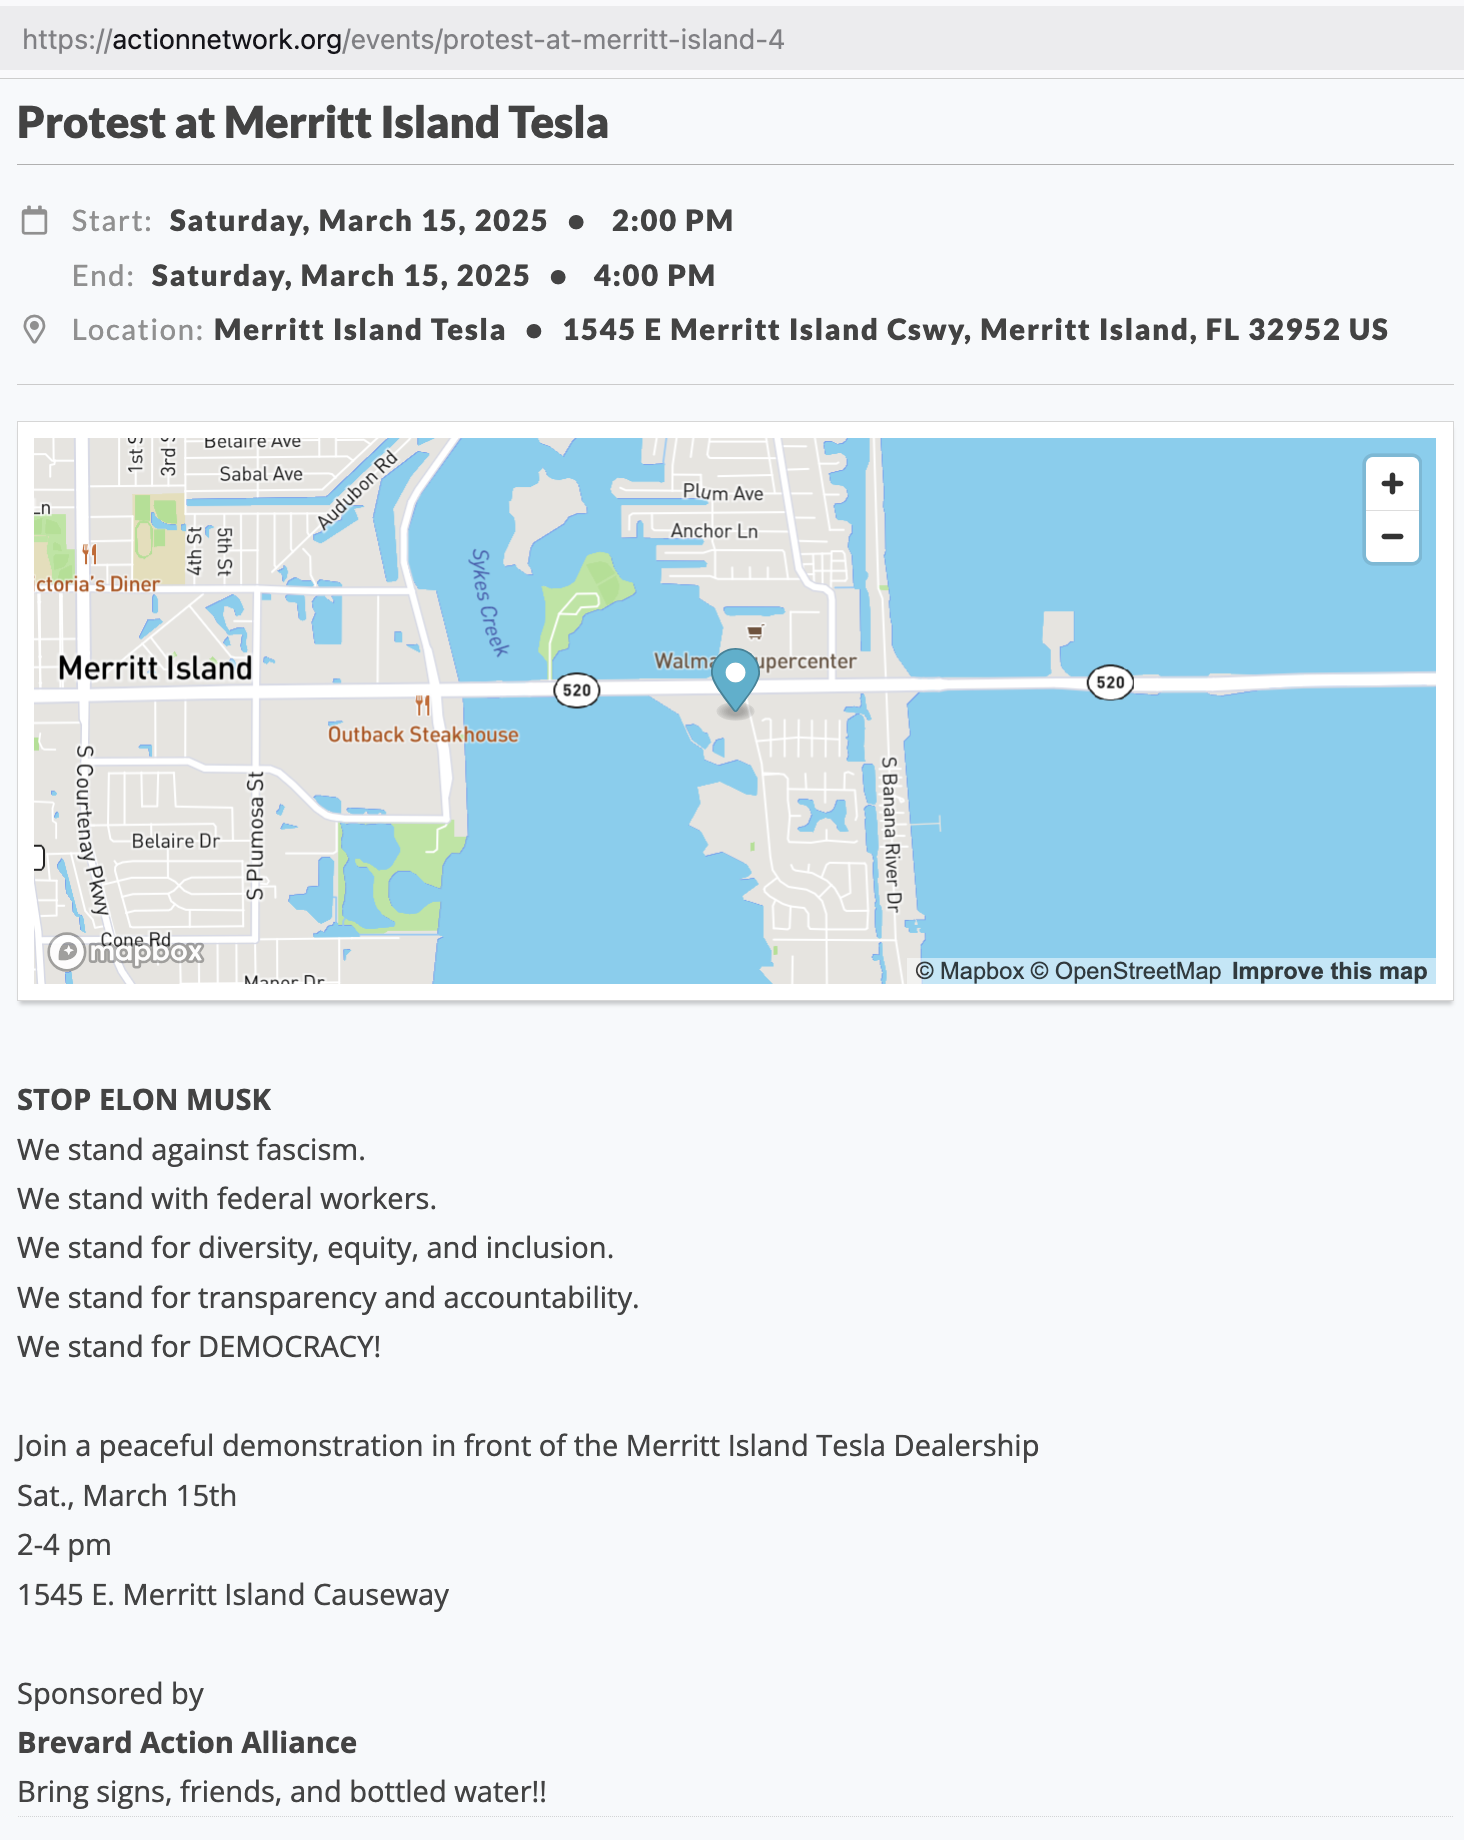 https://actionnetwork.org/events/protest-at-merritt-island-4
Protest at Merritt Island Tesla
Start: Saturday, March 15, 2025 ● 2:00 PM
End: Saturday, March 15, 2025 ● 4:00 PM
Location: Merritt Island Tesla ● 1545 E Merritt Island Cswy, Merritt Island, FL 32952 US
Belaire Ave
1st S
3rd S
Sabal Ave
Audubon Rd
Ln
4th St
5th St
ctoria's Diner
Sykes Creek
Plum Ave
Anchor Ln
+
−
Merritt Island
Walma upercenter
520
520
Outback Steakhouse
S Courtenay Pkwy
S Plumosa St
Belaire Dr
S Banana River Dr
Cone Rd
mapbox
Manor Dr
© Mapbox © OpenStreetMap Improve this map
STOP ELON MUSK
We stand against fascism.
We stand with federal workers.
We stand for diversity, equity, and inclusion.
We stand for transparency and accountability.
We stand for DEMOCRACY!
Join a peaceful demonstration in front of the Merritt Island Tesla Dealership
Sat., March 15th
2-4 pm
1545 E. Merritt Island Causeway
Sponsored by
Brevard Action Alliance
Bring signs, friends, and bottled water!!